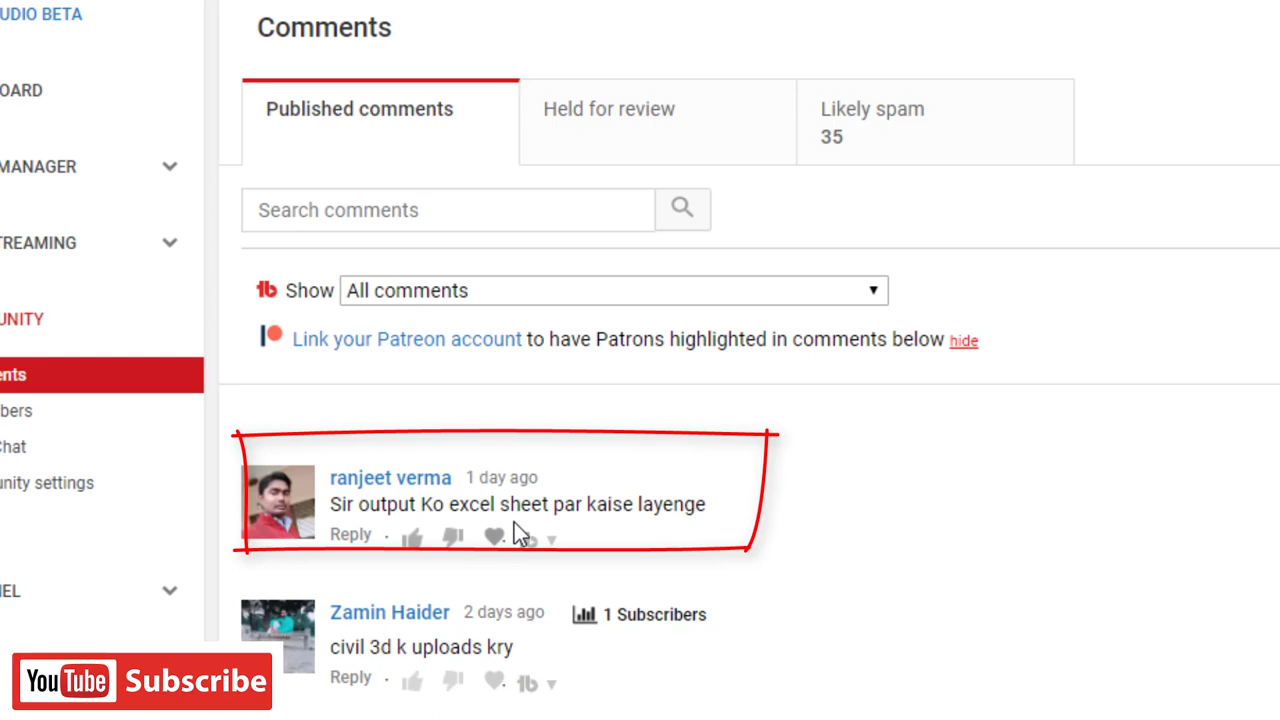 UDIO BETA
Comments
OARD
Published comments
Held for review
Likely spam
35
MANAGER
Search comments
TREAMING
Show All comments
UNITY
Link your Patreon account to have Patrons highlighted in comments below hide
ents
bers
Chat
unity settings
ranjeet verma 1 day ago
Sir output Ko excel sheet par kaise layenge
Reply
NEL
Zamin Haider 2 days ago 1 Subscribers
civil 3d k uploads kry
Reply
YouTube Subscribe